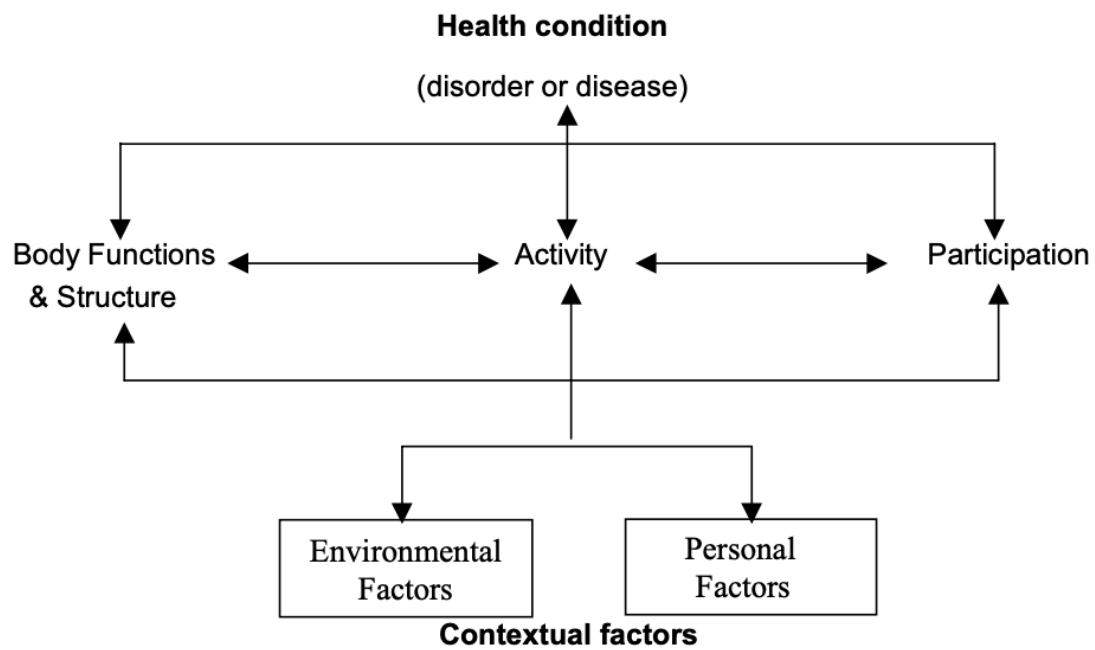 Health condition
(disorder or disease)
Body Functions
& Structure
Activity
Participation
Environmental
Factors
Personal
Factors
Contextual factors